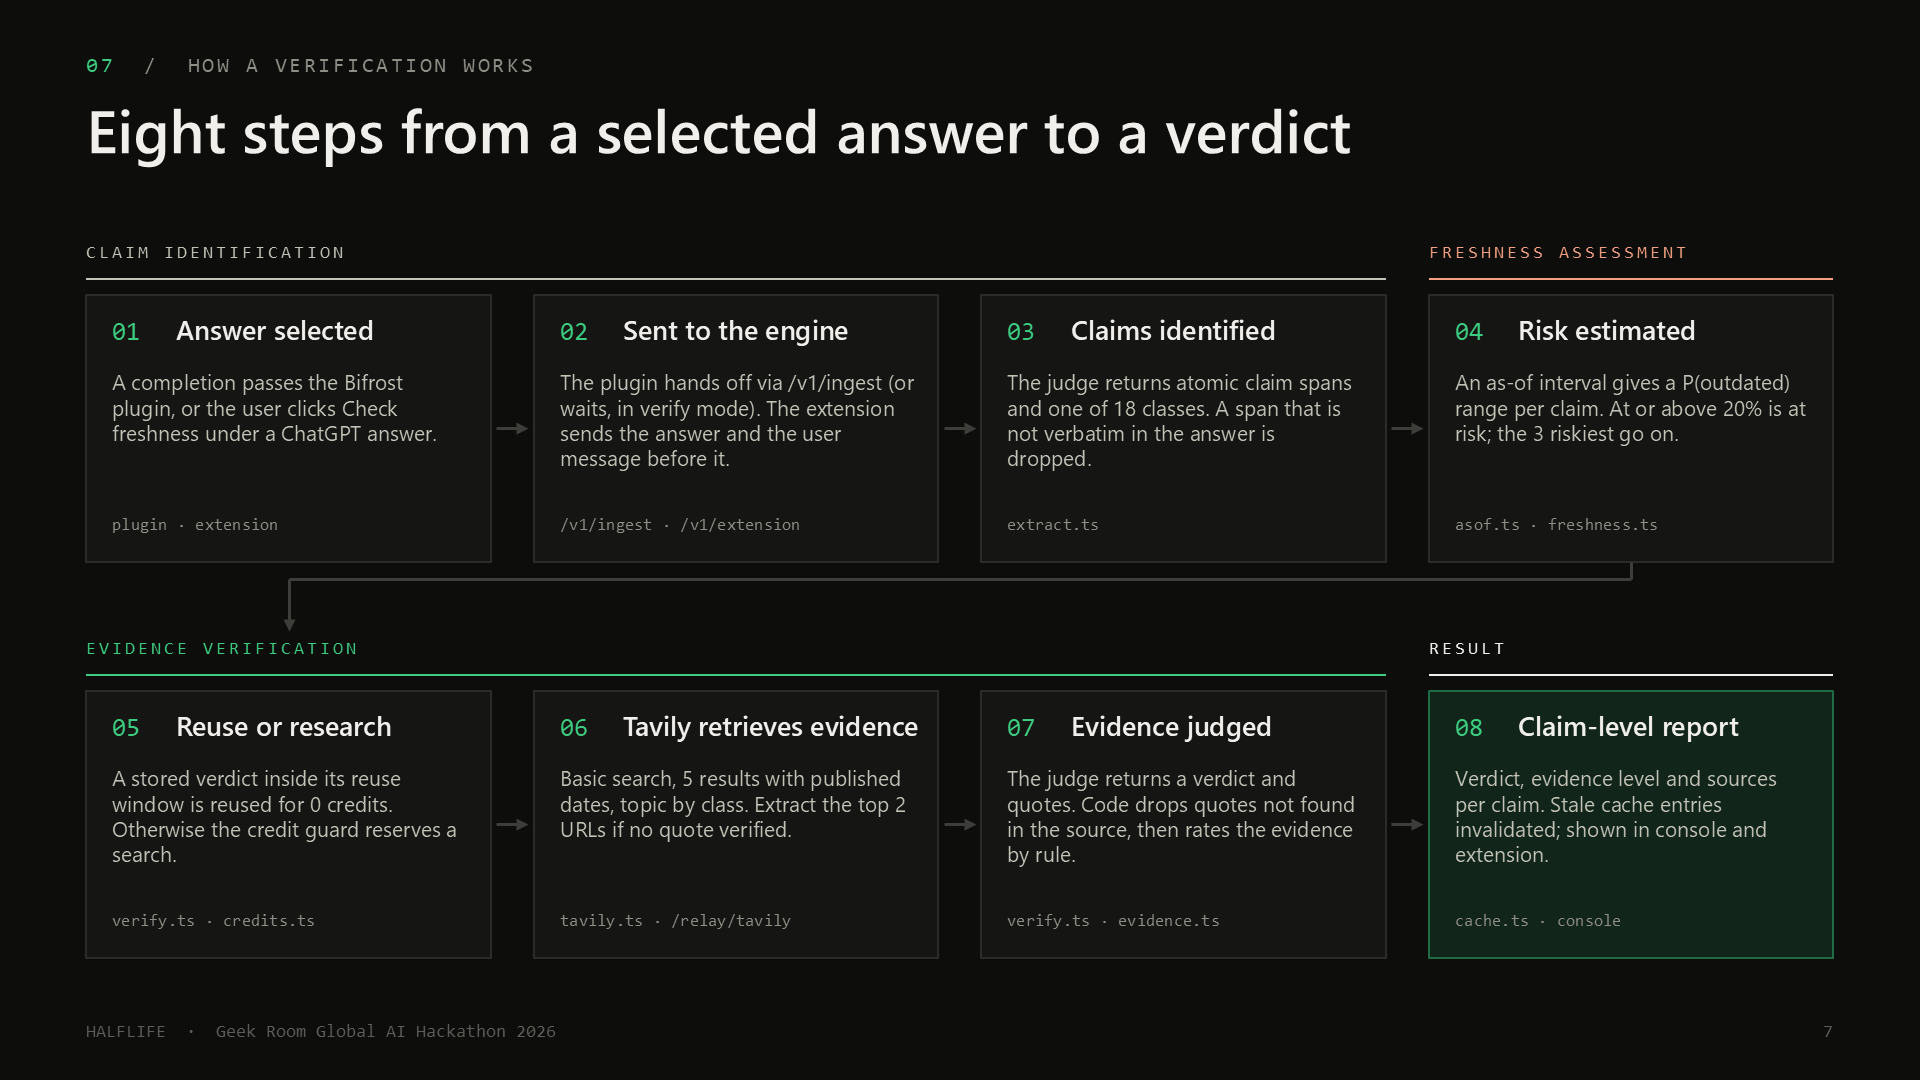 07 / HOW A VERIFICATION WORKS
Eight steps from a selected answer to a verdict
CLAIM IDENTIFICATION
FRESHNESS ASSESSMENT
01 Answer selected
A completion passes the Bifrost
plugin, or the user clicks Check
freshness under a ChatGPT answer.
plugin · extension
02 Sent to the engine
The plugin hands off via /v1/ingest (or
waits, in verify mode). The extension
sends the answer and the user
message before it.
/v1/ingest · /v1/extension
03 Claims identified
The judge returns atomic claim spans
and one of 18 classes. A span that is
not verbatim in the answer is
dropped.
extract.ts
04 Risk estimated
An as-of interval gives a P(outdated)
range per claim. At or above 20% is at
risk; the 3 riskiest go on.
asof.ts · freshness.ts
EVIDENCE VERIFICATION
RESULT
05 Reuse or research
A stored verdict inside its reuse
window is reused for 0 credits.
Otherwise the credit guard reserves a
search.
verify.ts · credits.ts
06 Tavily retrieves evidence
Basic search, 5 results with published
dates, topic by class. Extract the top 2
URLs if no quote verified.
tavily.ts · /relay/tavily
07 Evidence judged
The judge returns a verdict and
quotes. Code drops quotes not found
in the source, then rates the evidence
by rule.
verify.ts · evidence.ts
08 Claim-level report
Verdict, evidence level and sources
per claim. Stale cache entries
invalidated; shown in console and
extension.
cache.ts · console
HALFLIFE · Geek Room Global AI Hackathon 2026
7